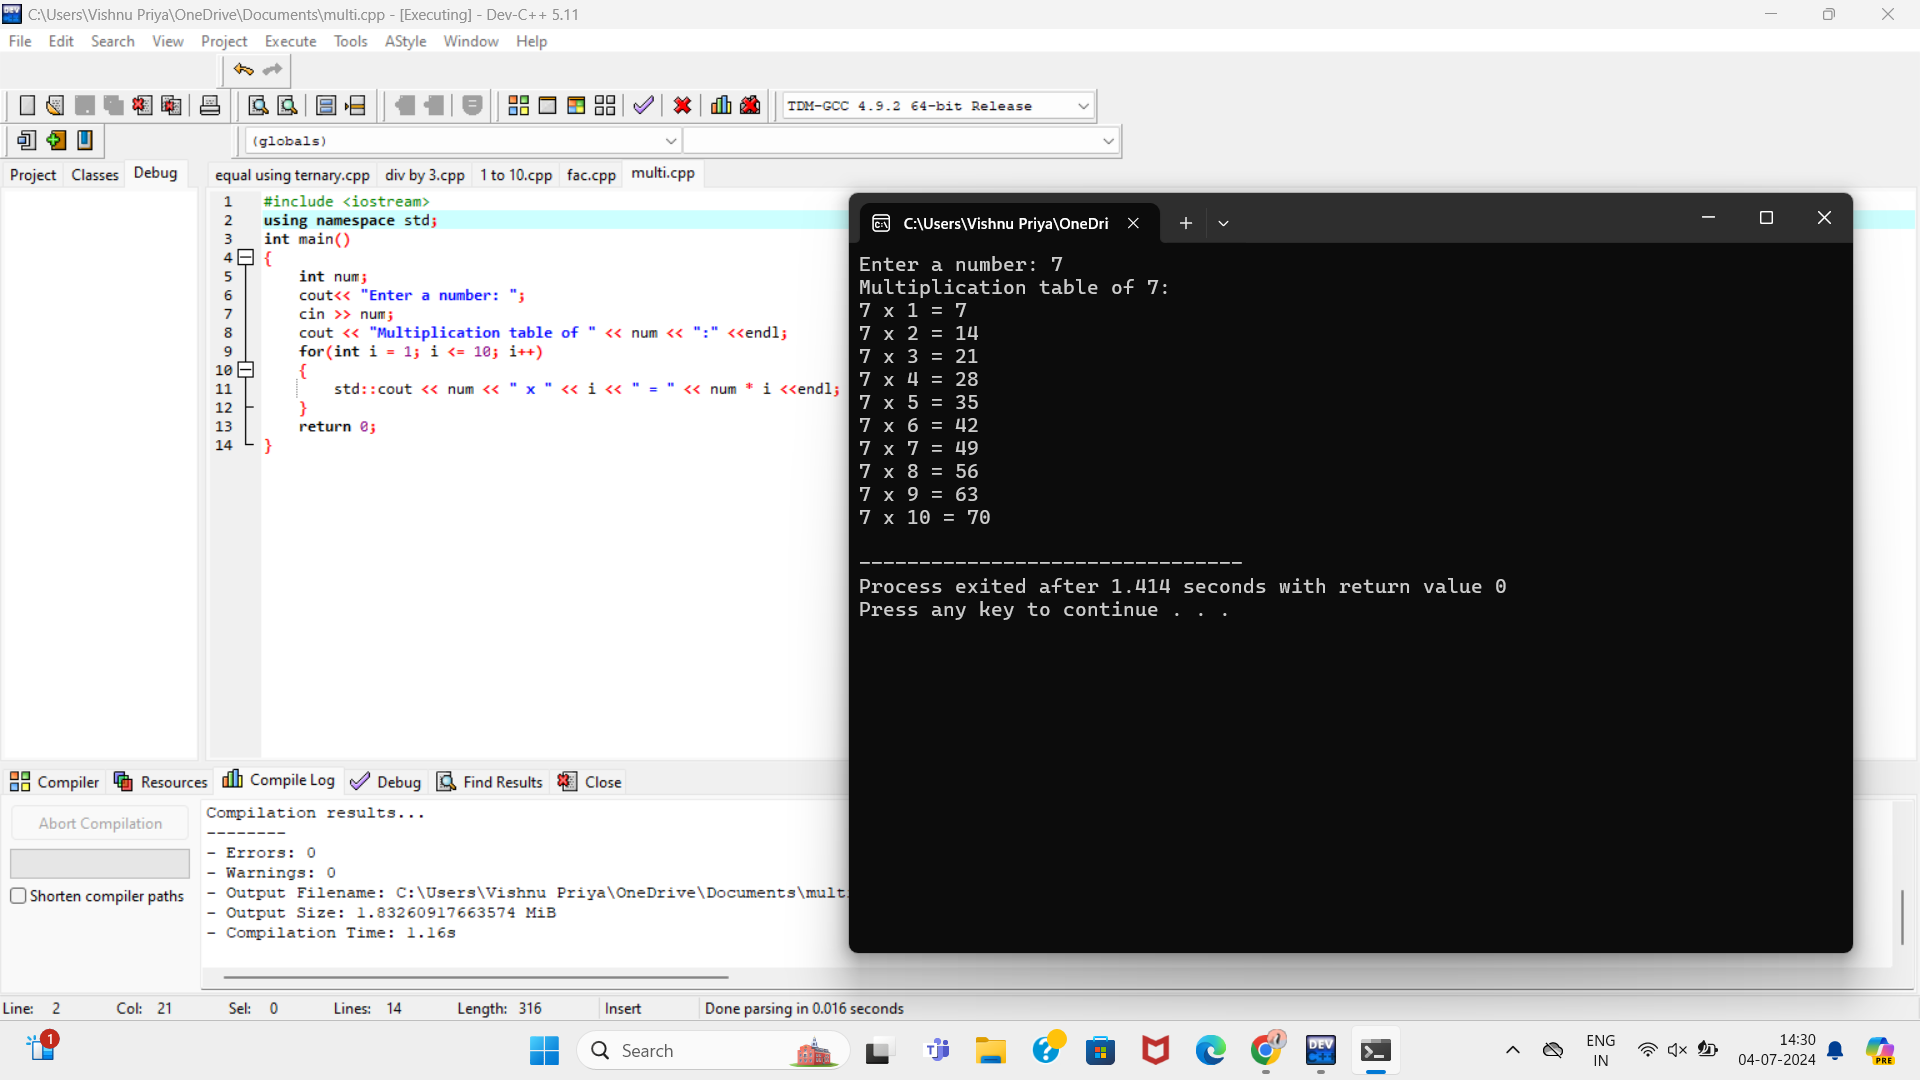 C:\Users\Vishnu Priya\OneDrive\Documents\multi.cpp - [Executing] - Dev-C++ 5.11
File Edit Search View Project Execute Tools AStyle Window Help
TDM-GCC 4.9.2 64-bit Release
(globals)
Project Classes Debug
equal using ternary.cpp div by 3.cpp 1 to 10.cpp fac.cpp multi.cpp
1 #include <iostream>
2 using namespace std;
3 int main()
4 {
5 int num;
6 cout<< "Enter a number: ";
7 cin >> num;
8 cout << "Multiplication table of " << num << ":" <<endl;
9 for(int i = 1; i <= 10; i++)
10 {
11 std::cout << num << " x " << i << " = " << num * i <<endl;
12 }
13 return 0;
14 }
C:\Users\Vishnu Priya\OneDri
Enter a number: 7
Multiplication table of 7:
7 x 1 = 7
7 x 2 = 14
7 x 3 = 21
7 x 4 = 28
7 x 5 = 35
7 x 6 = 42
7 x 7 = 49
7 x 8 = 56
7 x 9 = 63
7 x 10 = 70
--------------------------------
Process exited after 1.414 seconds with return value 0
Press any key to continue . . .
Compiler Resources Compile Log Debug Find Results Close
Abort Compilation
Shorten compiler paths
Compilation results...
--------
- Errors: 0
- Warnings: 0
- Output Filename: C:\Users\Vishnu Priya\OneDrive\Documents\mult
- Output Size: 1.83260917663574 MiB
- Compilation Time: 1.16s
Line: 2 Col: 21 Sel: 0 Lines: 14 Length: 316 Insert Done parsing in 0.016 seconds
1
Search
DEV
ENG
IN
14:30
04-07-2024
PRE